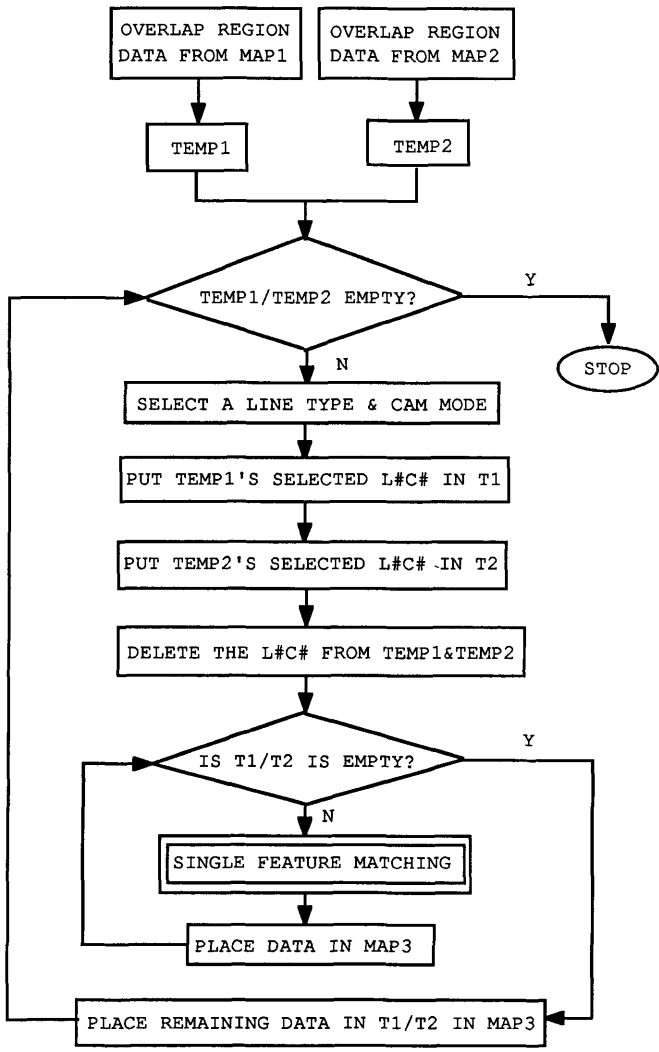 OVERLAP REGION
DATA FROM MAP1
OVERLAP REGION
DATA FROM MAP2
TEMP1
TEMP2
TEMP1/TEMP2 EMPTY?
Y
STOP
N
SELECT A LINE TYPE & CAM MODE
PUT TEMP1'S SELECTED L#C# IN T1
PUT TEMP2'S SELECTED L#C# IN T2
DELETE THE L#C# FROM TEMP1&TEMP2
IS T1/T2 IS EMPTY?
Y
N
SINGLE FEATURE MATCHING
PLACE DATA IN MAP3
PLACE REMAINING DATA IN T1/T2 IN MAP3